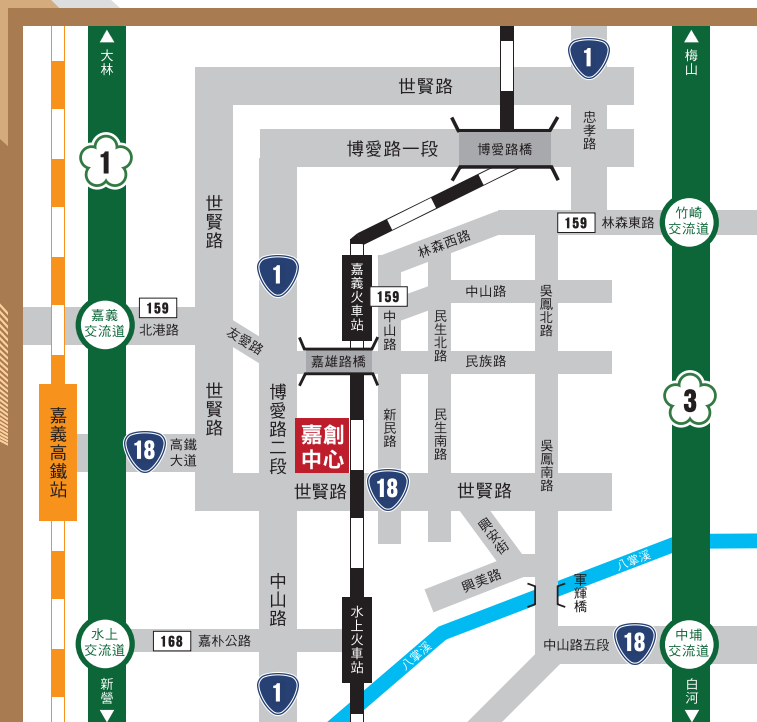 大林
梅山
1
1
世賢路
忠孝路
博愛路一段
博愛路橋
1
世賢路
竹崎
交流道
159
林森東路
林森西路
1
嘉義火車站
159
中山路
吳鳳北路
159
嘉義
交流道
北港路
中山路
民生北路
友愛路
嘉雄路橋
民族路
世賢路
博愛路二段
3
嘉義高鐵站
新民路
民生南路
嘉創
中心
18
高鐵
大道
吳鳳南路
世賢路
18
世賢路
興安街
八掌溪
興美路
軍輝橋
中山路
水上火車站
水上
交流道
168
嘉朴公路
八掌溪
中山路五段
18
中埔
交流道
新營
1
白河